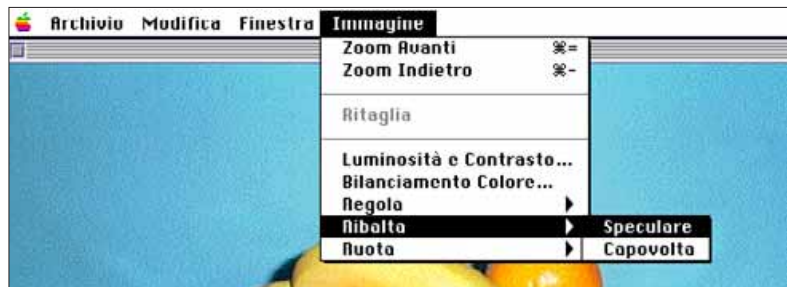 Archivio Modifica Finestra Immagine
Zoom Avanti ⌘=
Zoom Indietro ⌘-
Ritaglia
Luminosità e Contrasto...
Bilanciamento Colore...
Regola
Ribalta Speculare
Ruota Capovolta